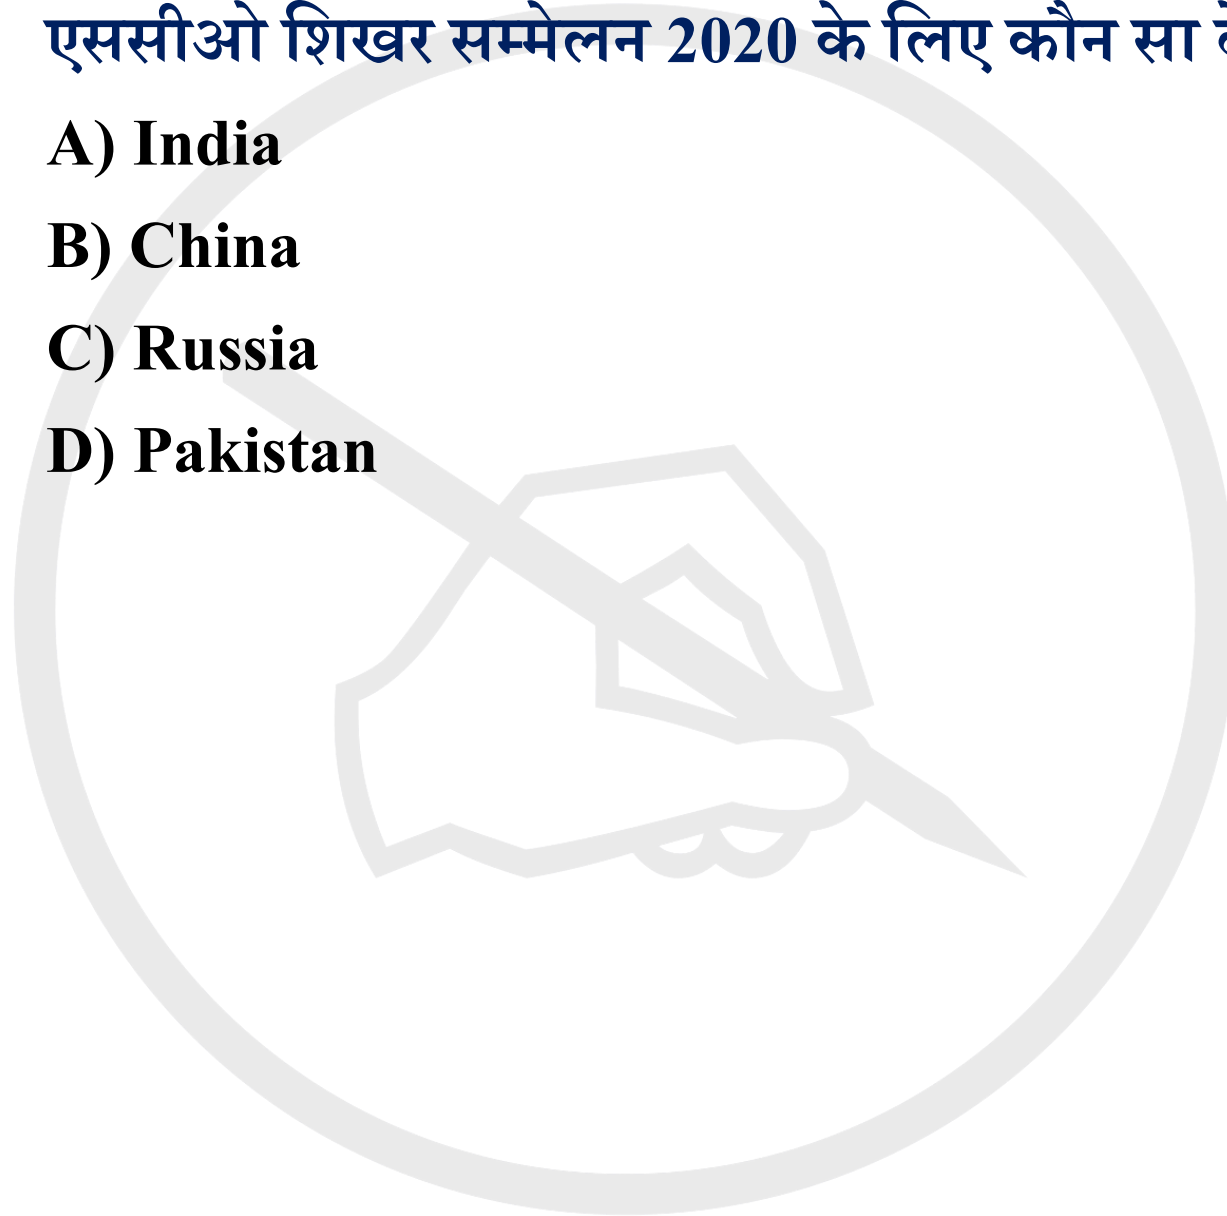 एससीओ शिखर सम्मेलन 2020 के लिए कौन सा
A) India
B) China
C) Russia
D) Pakistan